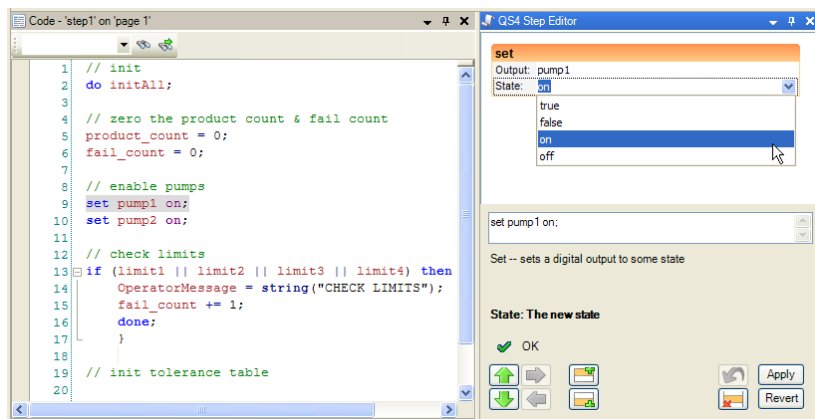 Code - 'step1' on 'page 1'
1 // init
2 do initAll;
3
4 // zero the product count & fail count
5 product_count = 0;
6 fail_count = 0;
7
8 // enable pumps
9 set pump1 on;
10 set pump2 on;
11
12 // check limits
13 if (limit1 || limit2 || limit3 || limit4) then
14 OperatorMessage = string("CHECK LIMITS");
15 fail_count += 1;
16 done;
17 }
18
19 // init tolerance table
20
QS4 Step Editor
set
Output: pump1
State: on
true
false
on
off
set pump1 on;
Set -- sets a digital output to some state
State: The new state
OK
Apply
Revert